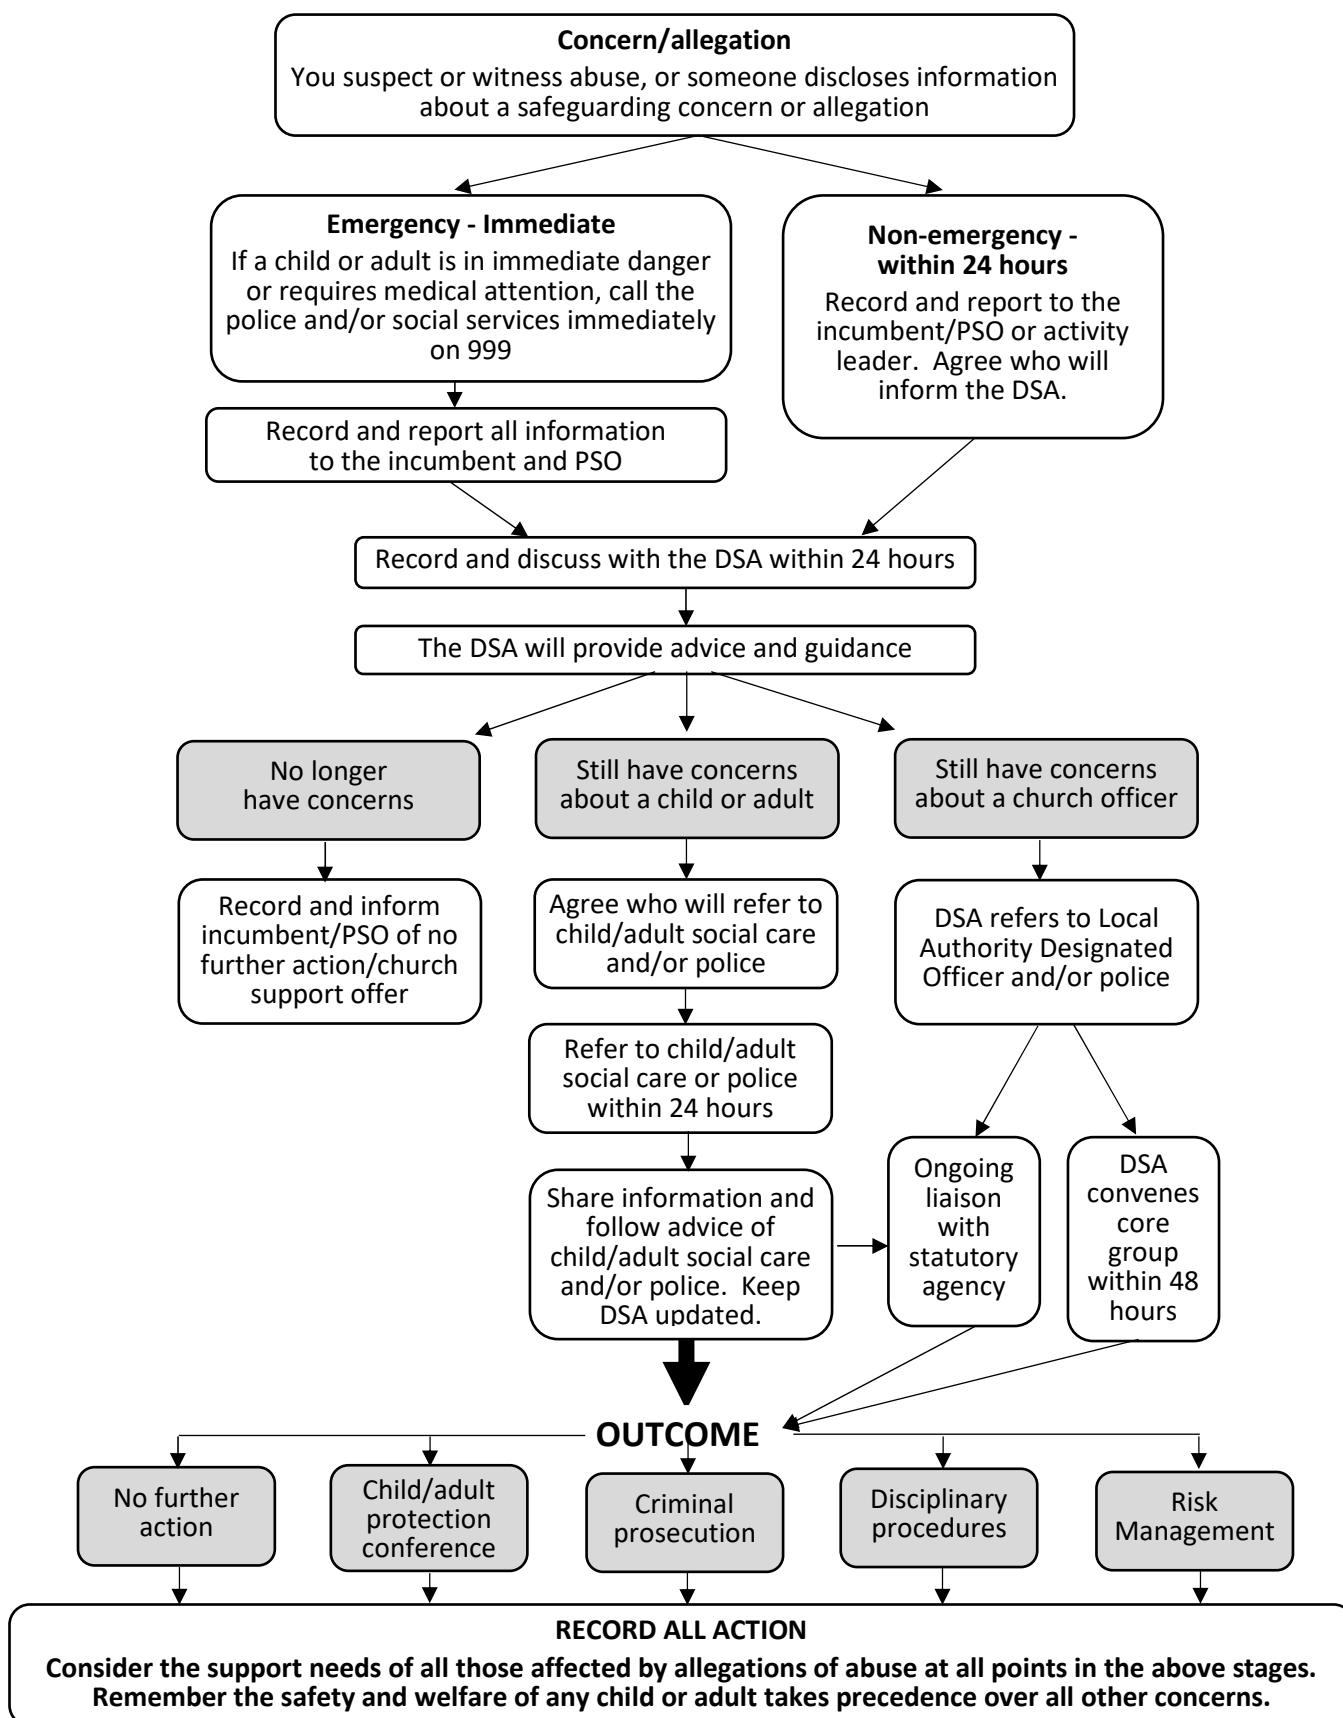 Concern/allegation
You suspect or witness abuse, or someone discloses information
about a safeguarding concern or allegation
Emergency - Immediate
If a child or adult is in immediate danger
or requires medical attention, call the
police and/or social services immediately
on 999
Non-emergency -
within 24 hours
Record and report to the
incumbent/PSO or activity
leader.  Agree who will
inform the DSA.
Record and report all information
to the incumbent and PSO
Record and discuss with the DSA within 24 hours
The DSA will provide advice and guidance
No longer
have concerns
Still have concerns
about a child or adult
Still have concerns
about a church officer
Record and inform
incumbent/PSO of no
further action/church
support offer
Agree who will refer to
child/adult social care
and/or police
DSA refers to Local
Authority Designated
Officer and/or police
Refer to child/adult
social care or police
within 24 hours
Share information and
follow advice of
child/adult social care
and/or police.  Keep
DSA updated.
Ongoing
liaison
with
statutory
agency
DSA
convenes
core
group
within 48
hours
OUTCOME
No further
action
Child/adult
protection
conference
Criminal
prosecution
Disciplinary
procedures
Risk
Management
RECORD ALL ACTION
Consider the support needs of all those affected by allegations of abuse at all points in the above stages.
Remember the safety and welfare of any child or adult takes precedence over all other concerns.